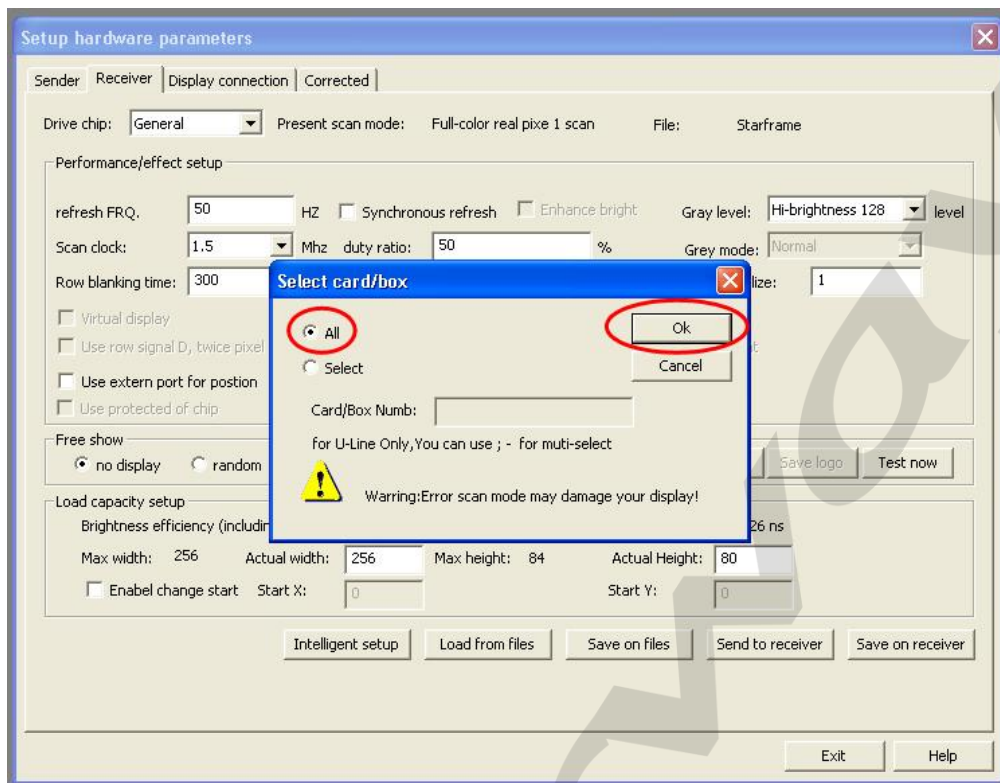 Setup hardware parameters
Sender Receiver Display connection Corrected
Drive chip: General Present scan mode: Full-color real pixe 1 scan File: Starframe
Performance/effect setup
refresh FRQ. 50 HZ Synchronous refresh Enhance bright Gray level: Hi-brightness 128 level
Scan clock: 1.5 Mhz duty ratio: 50 % Grey mode: Normal
Row blanking time: 300 Select card/box lize: 1
Virtual display All Ok
Use row signal D, twice pixel
Select Cancel
Use extern port for postion
Use protected of chip Card/Box Numb:
Free show for U-Line Only,You can use ; - for muti-select
no display random Save logo Test now
Warring:Error scan mode may damage your display!
Load capacity setup
Brightness efficiency (includin 26 ns
Max width: 256 Actual width: 256 Max height: 84 Actual Height: 80
Enabel change start Start X: 0 Start Y: 0
Intelligent setup Load from files Save on files Send to receiver Save on receiver
Exit Help